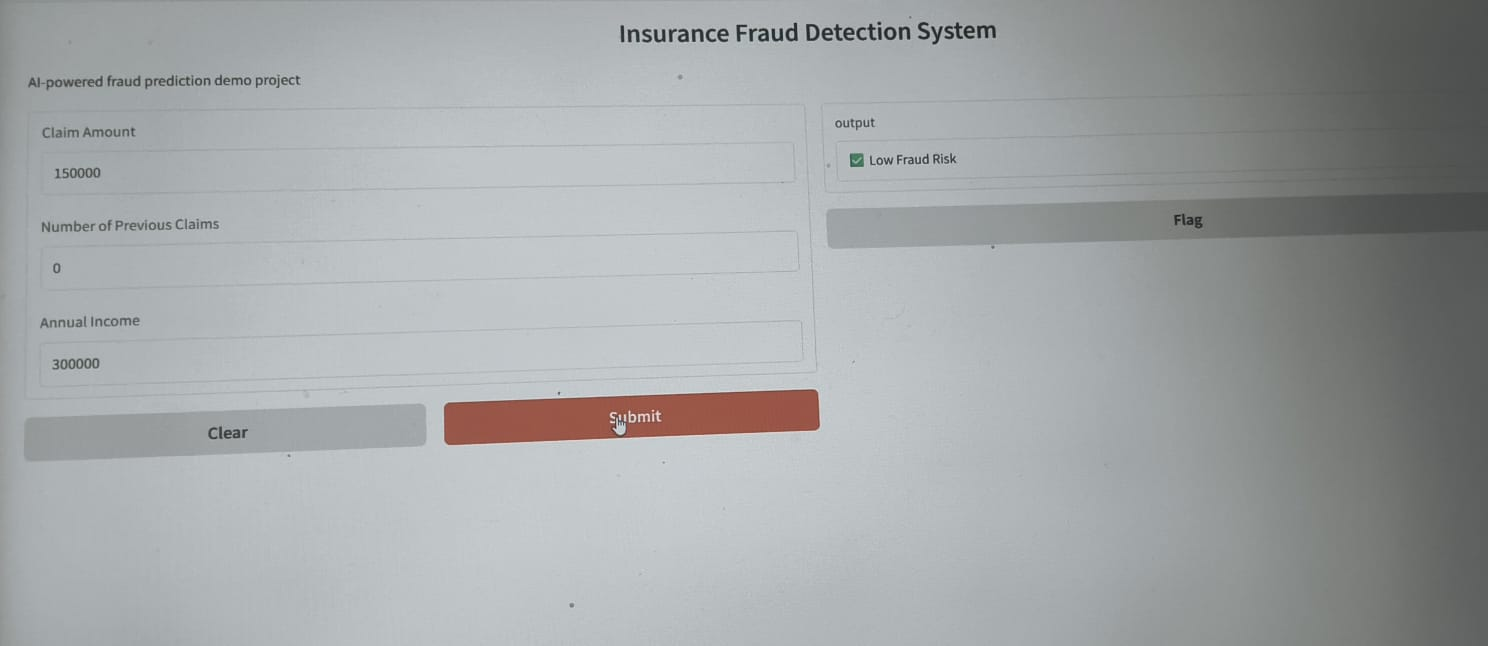 Insurance Fraud Detection System
AI-powered fraud prediction demo project
Claim Amount
150000
Number of Previous Claims
0
Annual Income
300000
Clear
Submit
output
✅ Low Fraud Risk
Flag